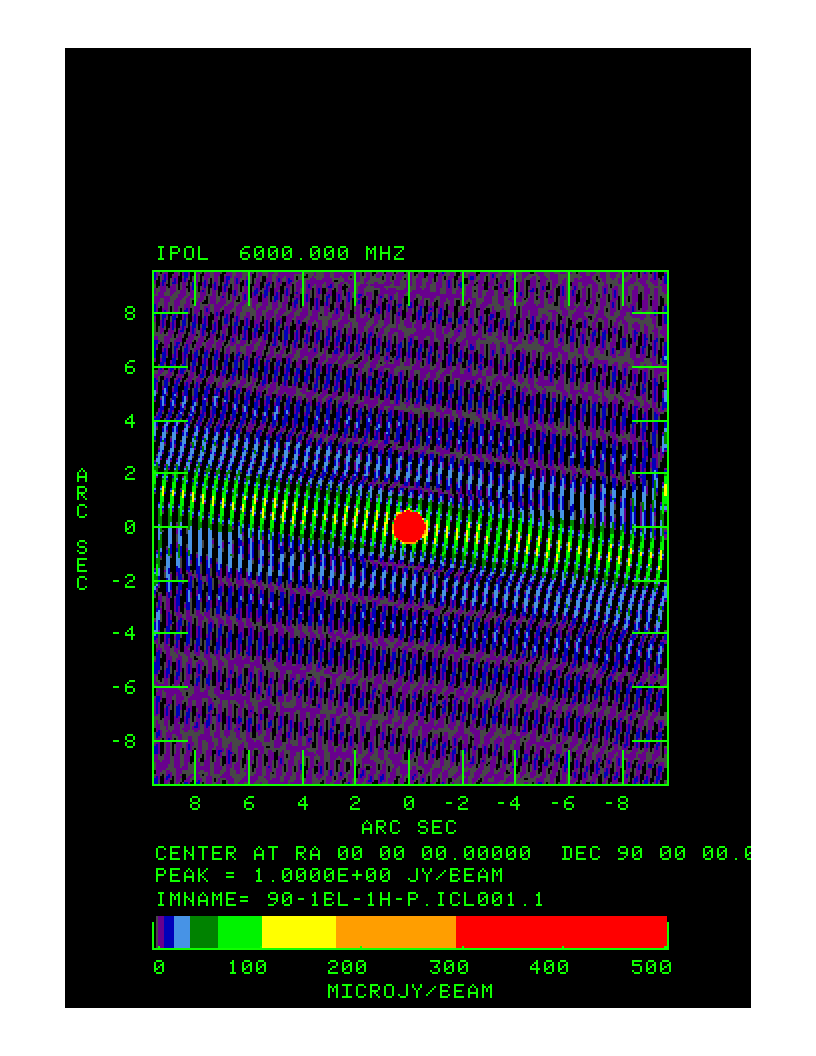 IPOL 6000.000 MHZ
8
6
4
2
0
-2
-4
-6
-8
ARC SEC
8 6 4 2 0 -2 -4 -6 -8
ARC SEC
CENTER AT RA 00 00 00.00000 DEC 90 00 00.0
PEAK = 1.0000E+00 JY/BEAM
IMNAME= 90-1BL-1H-P.ICL001.1
0 100 200 300 400 500
MICROJY/BEAM